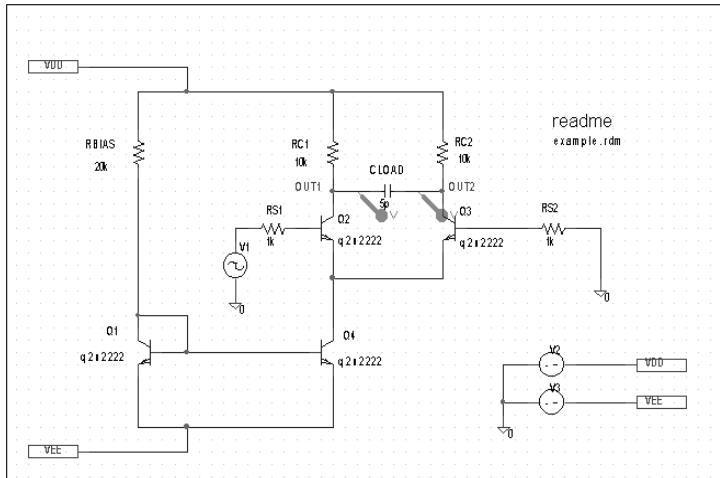 VDD
readme
example.rdm
RBIAS
20k
RC1
10k
RC2
10k
CLOAD
5p
OUT1
OUT2
V
V
RS1
1k
Q2
q2n2222
Q3
q2n2222
RS2
1k
V1
0
0
Q1
q2n2222
Q4
q2n2222
V2
VDD
V3
VEE
0
VEE